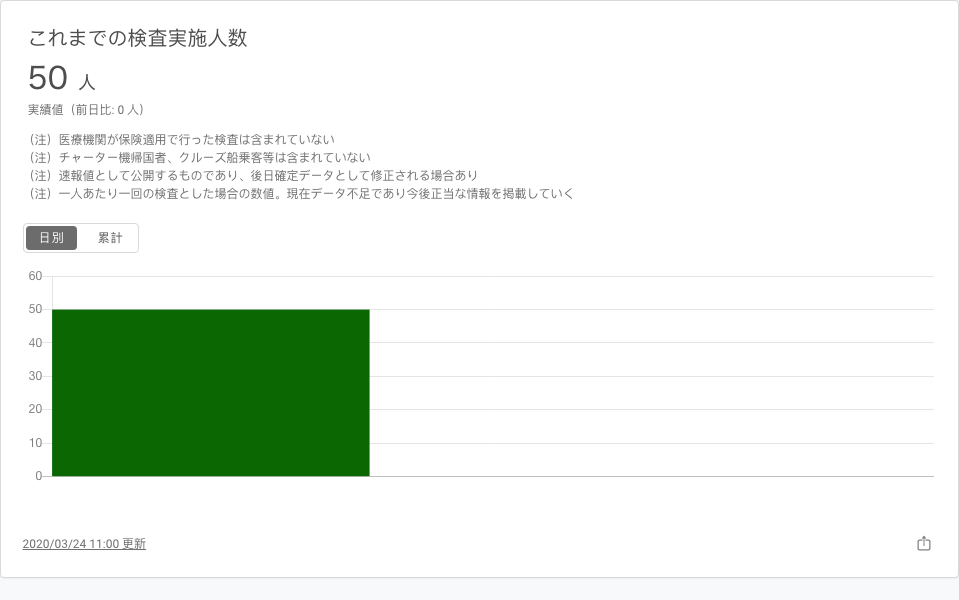 これまでの検査実施人数
50 人
実績値（前日比: 0 人）
（注）医療機関が保険適用で行った検査は含まれていない
（注）チャーター機帰国者、クルーズ船乗客等は含まれていない
（注）速報値として公開するものであり、後日確定データとして修正される場合あり
（注）一人あたり一回の検査とした場合の数値。現在データ不足であり今後正当な情報を掲載していく
日別 累計
60
50
40
30
20
10
0
2020/03/24 11:00 更新